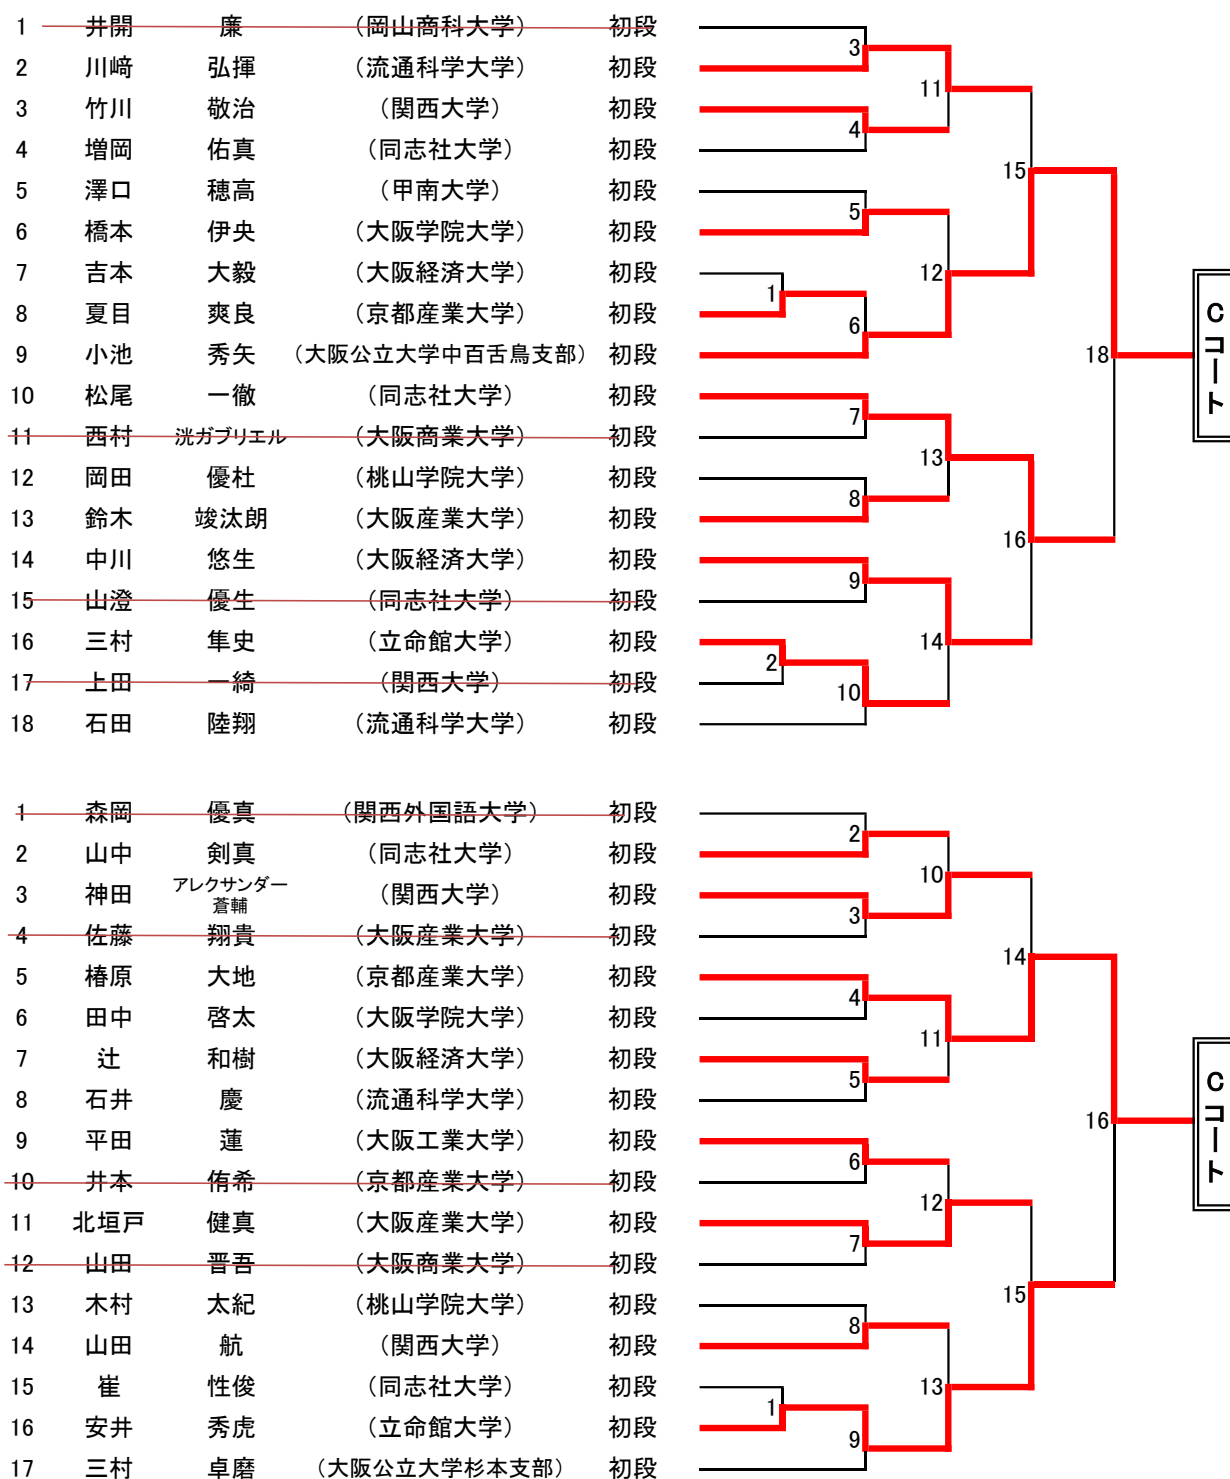 1 井開 廉 （岡山商科大学） 初段
3
2 川﨑 弘揮 （流通科学大学） 初段
11
3 竹川 敬治 （関西大学） 初段
4
4 増岡 佑真 （同志社大学） 初段
15
5 澤口 穂高 （甲南大学） 初段
5
6 橋本 伊央 （大阪学院大学） 初段
7 吉本 大毅 （大阪経済大学） 初段
12
1
8 夏目 爽良 （京都産業大学） 初段
6
9 小池 秀矢 （大阪公立大学中百舌鳥支部） 初段
18
Cコート
10 松尾 一徹 （同志社大学） 初段
7
11 西村 洸ガブリエル （大阪商業大学） 初段
13
12 岡田 優杜 （桃山学院大学） 初段
8
13 鈴木 竣汰朗 （大阪産業大学） 初段
16
14 中川 悠生 （大阪経済大学） 初段
9
15 山澄 優生 （同志社大学） 初段
16 三村 隼史 （立命館大学） 初段
14
2
17 上田 一綺 （関西大学） 初段
10
18 石田 陸翔 （流通科学大学） 初段
1 森岡 優真 （関西外国語大学） 初段
2
2 山中 剣真 （同志社大学） 初段
10
3 神田 アレクサンダー
蒼輔 （関西大学） 初段
3
4 佐藤 翔貴 （大阪産業大学） 初段
14
5 椿原 大地 （京都産業大学） 初段
4
6 田中 啓太 （大阪学院大学） 初段
11
7 辻 和樹 （大阪経済大学） 初段
5
8 石井 慶 （流通科学大学） 初段
16
Cコート
9 平田 蓮 （大阪工業大学） 初段
6
10 井本 侑希 （京都産業大学） 初段
12
11 北垣戸 健真 （大阪産業大学） 初段
7
12 山田 晋吾 （大阪商業大学） 初段
15
13 木村 太紀 （桃山学院大学） 初段
8
14 山田 航 （関西大学） 初段
15 崔 性俊 （同志社大学） 初段
13
1
16 安井 秀虎 （立命館大学） 初段
9
17 三村 卓磨 （大阪公立大学杉本支部） 初段